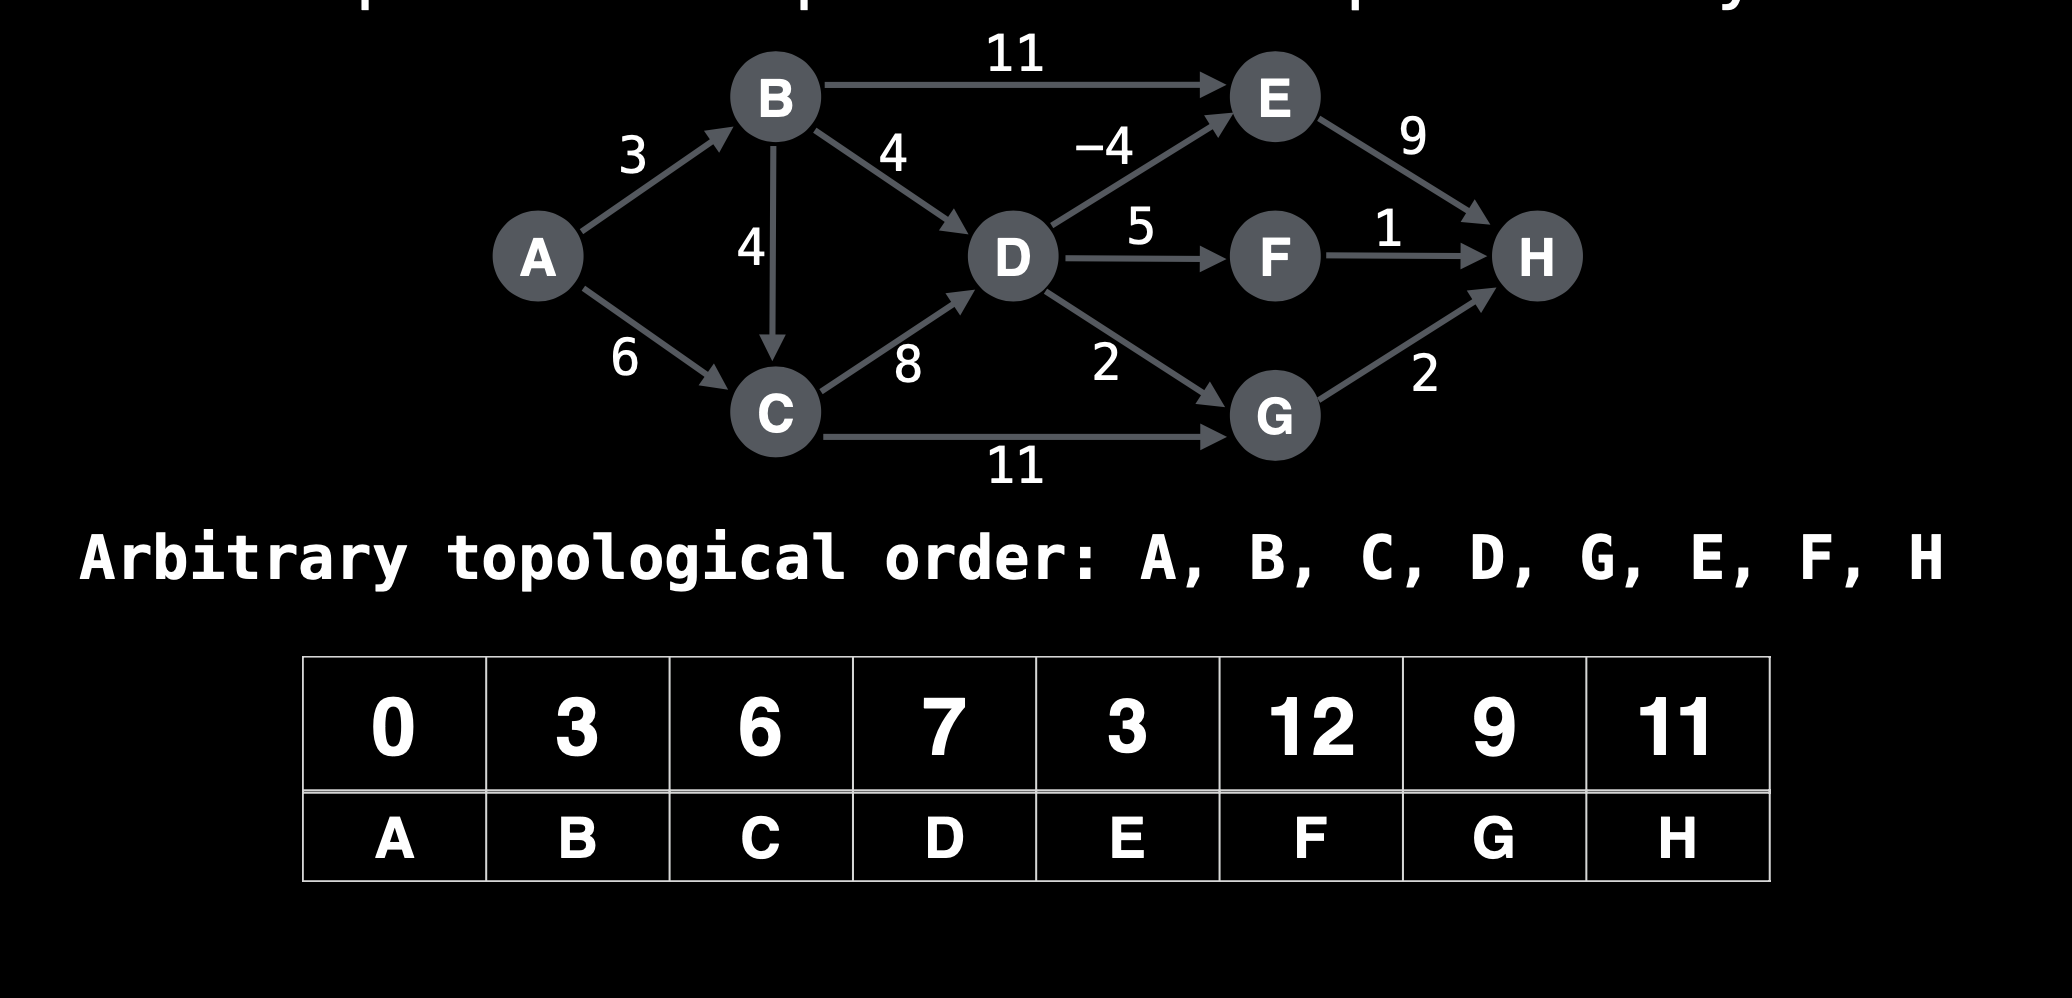 11
B E
3 4 −4 9
A 4 D 5 F 1 H
6 8 2 2
C G
11
Arbitrary topological order: A, B, C, D, G, E, F, H
0 3 6 7 3 12 9 11
A B C D E F G H